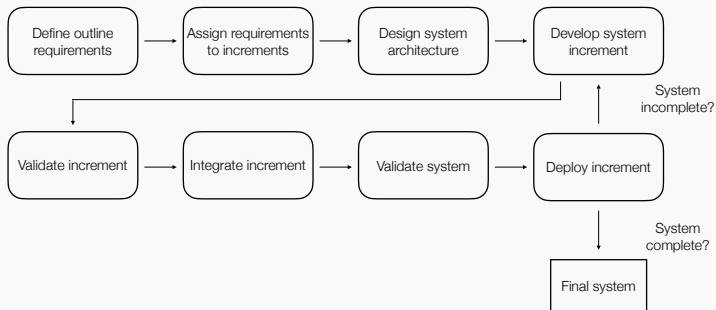 Define outline
requirements
Assign requirements
to increments
Design system
architecture
Develop system
increment
System
incomplete?
Validate increment
Integrate increment
Validate system
Deploy increment
System
complete?
Final system